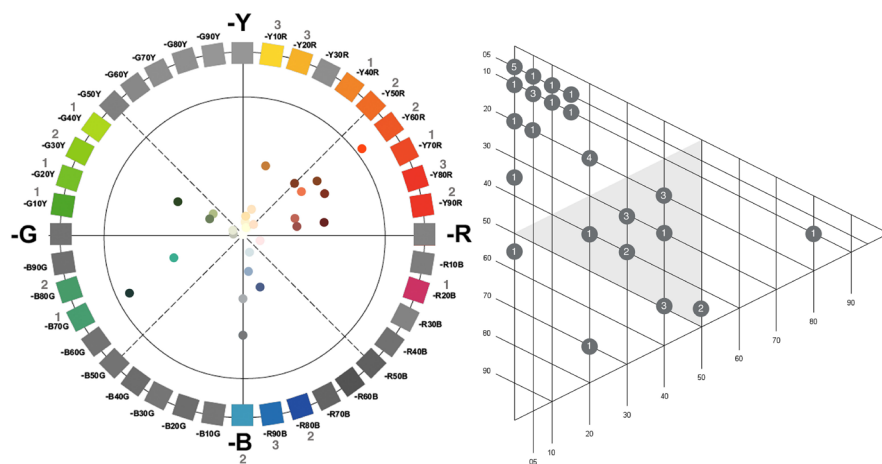 -Y
-G90Y
-G80Y
-G70Y
-G60Y
-G50Y
1
-G40Y
2
-G30Y
1
-G20Y
1
-G10Y
-G
-B90G
2
-B80G
1
-B70G
-B60G
-B50G
-B40G
-B30G
-B20G
-B10G
-B
2
3
-Y10R
3
-Y20R
-Y30R
1
-Y40R
2
-Y50R
2
-Y60R
1
-Y70R
3
-Y80R
2
-Y90R
-R
-R10B
1
-R20B
-R30B
-R40B
-R50B
-R60B
-R70B
-R80B
2
-R90B
3
05
10
20
30
40
50
60
70
80
90
5
1
1
1
3
1
1
1
1
1
4
1
3
3
1
1
1
1
2
3
2
1
05
10
20
30
40
50
60
70
80
90